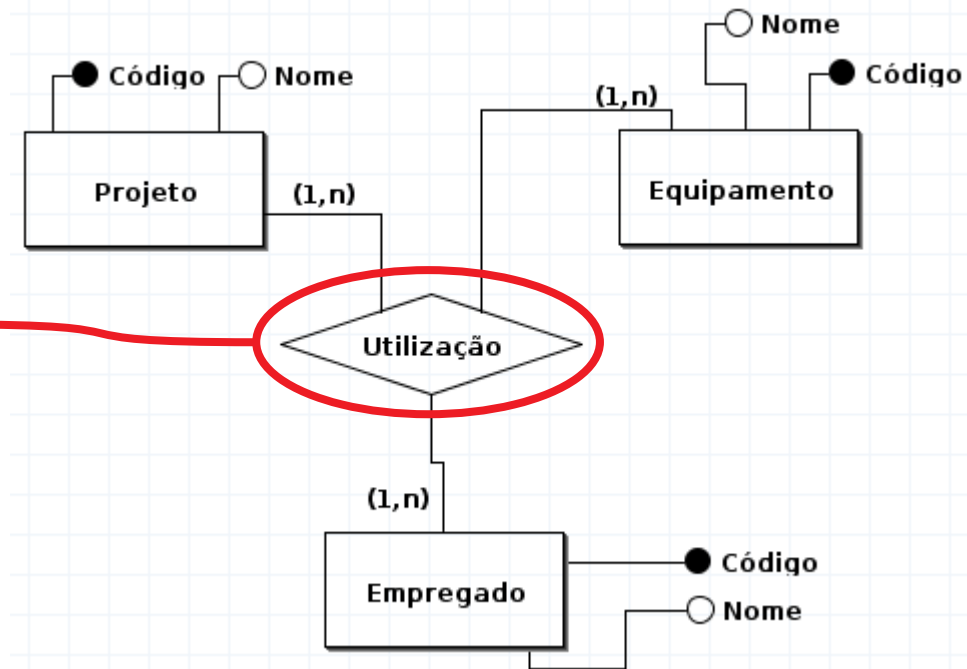 Nome
Código
Nome
Código
(1,n)
Projeto
(1,n)
Equipamento
Utilização
(1,n)
Código
Empregado
Nome